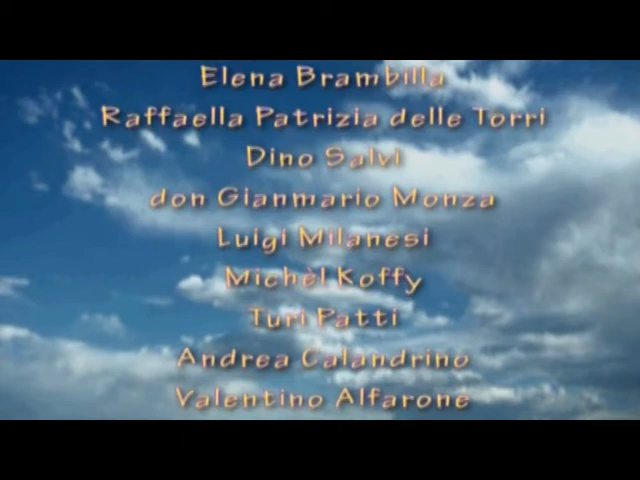 Elena Brambilla
Raffaella Patrizia delle Torri
Dino Salvi
don Gianmario Monza
Luigi Milanesi
Michèl Koffy
Turi Patti
Andrea Calandrino
Valentino Alfarone